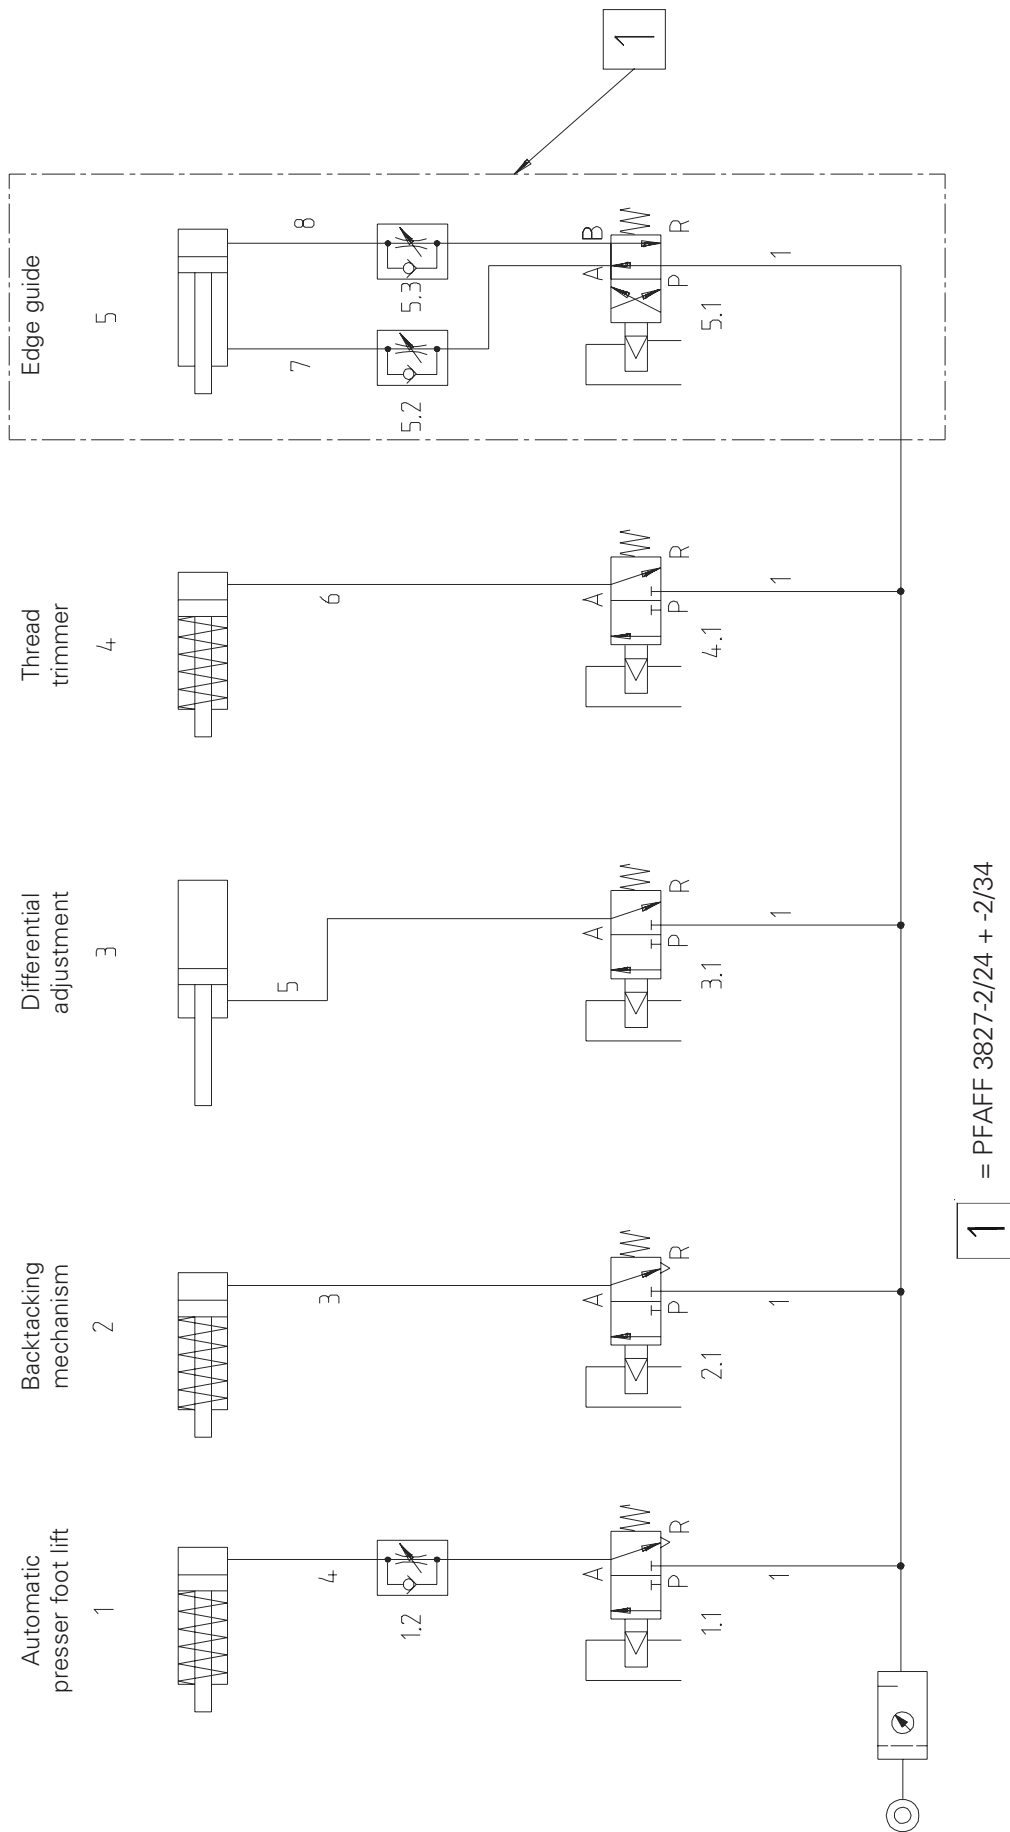 Automatic
presser foot lift
1
Backtacking
mechanism
2
Differential
adjustment
3
Thread
trimmer
4
Edge guide
5
4
3
5
6
7
8
1.2
5.2
5.3
A
R
P
1.1
A
R
P
2.1
A
R
P
3.1
A
R
P
4.1
A
B
R
P
5.1
1
1
1
1
1
1
1 = PFAFF 3827-2/24 + -2/34